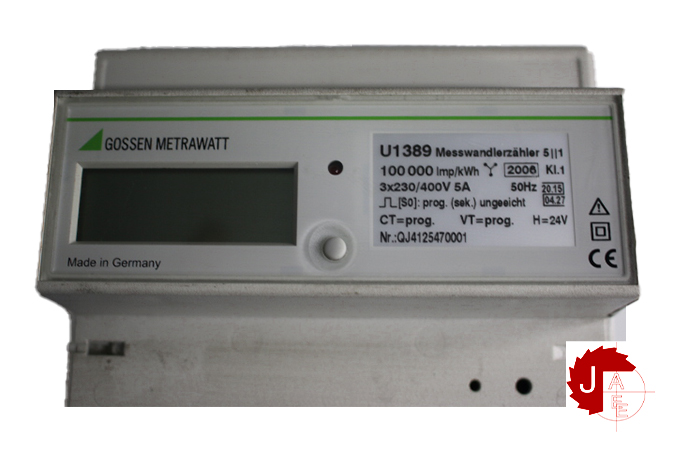 GOSSEN METRAWATT
U1389 Messwandlerzähler 5||1
100 000 Imp/kWh 2006 Kl.1
3x230/400V 5A 50Hz 20.15
[S0]: prog. (sek.) ungeeicht 04.27
CT=prog. VT=prog. H=24V
Nr.:QJ4125470001
Made in Germany
CE
J
A
EE